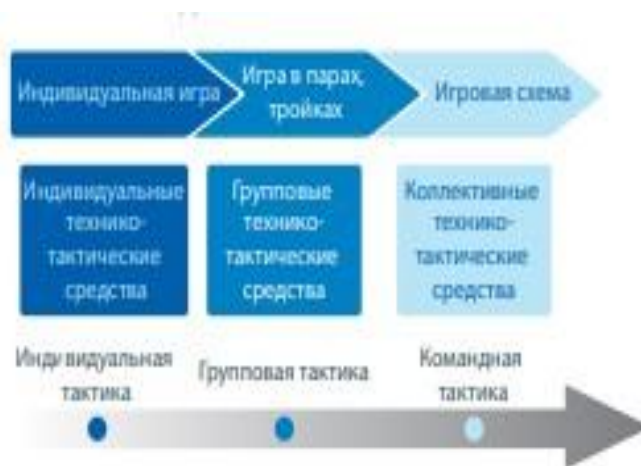 Индивидуальная игра
Игра в парах,
тройках
Игровая схема
Индивидуальные
технико-
тактические
средства
Групповые
технико-
тактические
средства
Коллективные
технико-
тактические
средства
Индивидуальная
тактика
Групповая тактика
Командная
тактика